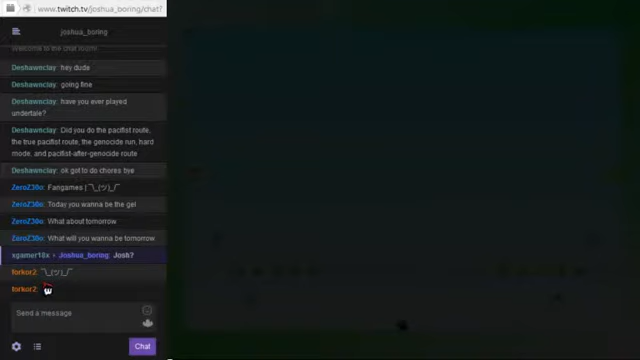 www.twitch.tv/joshua_boring/chat?
joshua_boring
Welcome to the chat room!
Deshawnclay: hey dude
Deshawnclay: going fine
Deshawnclay: have you ever played
undertale?
Deshawnclay: Did you do the pacifist route,
the true pacifist route, the genocide run, hard
mode, and pacifist-after-genocide route
Deshawnclay: ok gst to do chores bye
ZeroZ30o: Fangames | ¯\_(ツ)_/¯
ZeroZ30o: Today you wanna be the gel
ZeroZ30o: What about tomorrow
ZeroZ30o: What will you wanna be tomorrow
xgamer18x › Joshua_boring: Josh?
torkor2: ¯\_(ツ)_/¯
torkor2:
Send a message
Chat